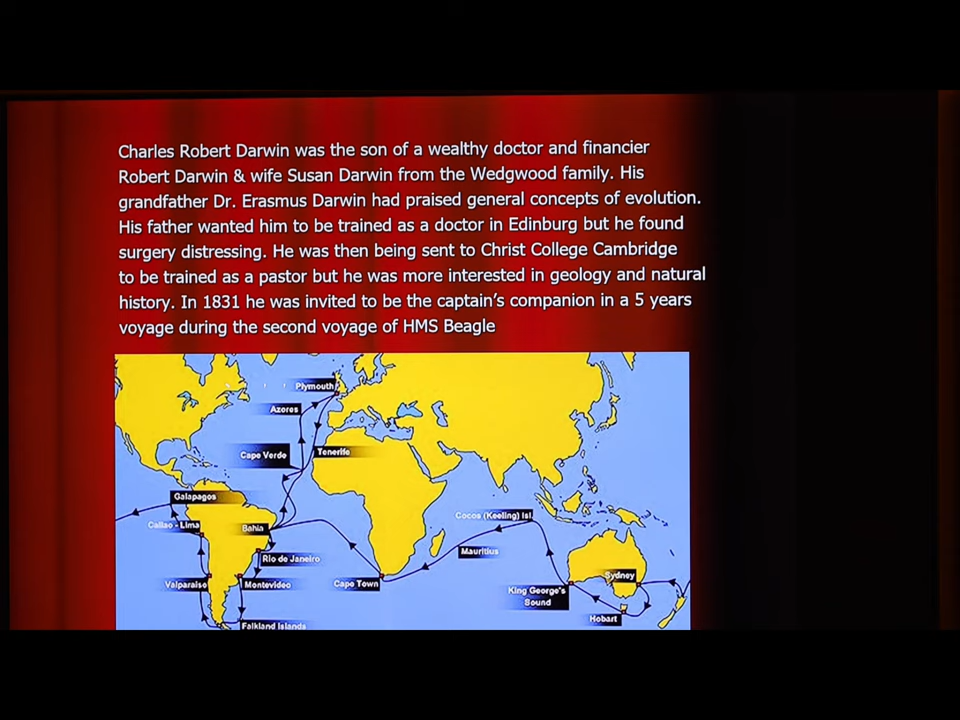 Charles Robert Darwin was the son of a wealthy doctor and financier
Robert Darwin & wife Susan Darwin from the Wedgwood family. His
grandfather Dr. Erasmus Darwin had praised general concepts of evolution.
His father wanted him to be trained as a doctor in Edinburg but he found
surgery distressing. He was then being sent to Christ College Cambridge
to be trained as a pastor but he was more interested in geology and natural
history. In 1831 he was invited to be the captain's companion in a 5 years
voyage during the second voyage of HMS Beagle
Plymouth
Azores
Cape Verde
Tenerife
Galapagos
Callao - Lima
Bahia
Cocos (Keeling) Isl.
Rio de Janeiro
Mauritius
Valparaiso
Montevideo
Cape Town
Sydney
King George's
Sound
Hobart
Falkland Islands